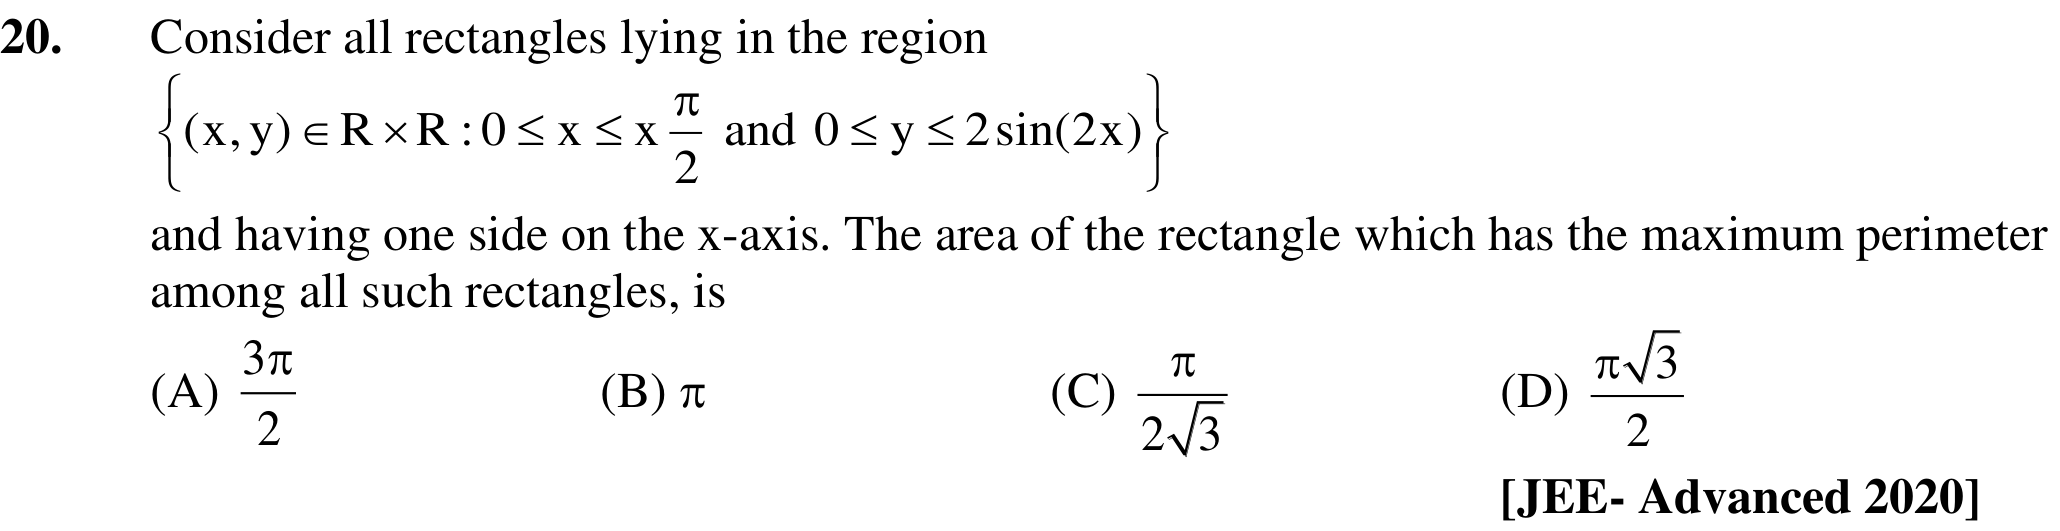 20. Consider all rectangles lying in the region
{(x, y) ∈ R × R : 0 ≤ x ≤ x π/2 and 0 ≤ y ≤ 2 sin(2x)}
and having one side on the x-axis. The area of the rectangle which has the maximum perimeter
among all such rectangles, is
(A) 3π/2 (B) π (C) π/(2√3) (D) π√3/2
[JEE- Advanced 2020]